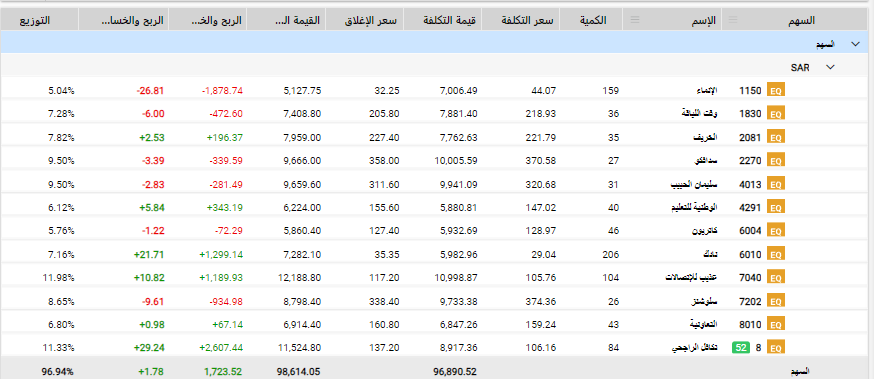 السهم الإسم الكمية سعر التكلفة قيمة التكلفة سعر الإغلاق القيمة الـ... الربح والخـ... الربح والخسا... التوزيع
السهم
SAR
EQ 1150 الإنماء 159 44.07 7,006.49 32.25 5,127.75 -1,878.74 -26.81 5.04%
EQ 1830 وقت اللياقة 36 218.93 7,881.40 205.80 7,408.80 -472.60 -6.00 7.28%
EQ 2081 الخريف 35 221.79 7,762.63 227.40 7,959.00 +196.37 +2.53 7.82%
EQ 2270 سدافكو 27 370.58 10,005.59 358.00 9,666.00 -339.59 -3.39 9.50%
EQ 4013 سليمان الحبيب 31 320.68 9,941.09 311.60 9,659.60 -281.49 -2.83 9.50%
EQ 4291 الوطنية للتعليم 40 147.02 5,880.81 155.60 6,224.00 +343.19 +5.84 6.12%
EQ 6004 كاتريون 46 128.97 5,932.69 127.40 5,860.40 -72.29 -1.22 5.76%
EQ 6010 نادك 206 29.04 5,982.96 35.35 7,282.10 +1,299.14 +21.71 7.16%
EQ 7040 عذيب للإتصالات 104 105.76 10,998.87 117.20 12,188.80 +1,189.93 +10.82 11.98%
EQ 7202 سلوشنز 26 374.36 9,733.38 338.40 8,798.40 -934.98 -9.61 8.65%
EQ 8010 التعاونية 43 159.24 6,847.26 160.80 6,914.40 +67.14 +0.98 6.80%
EQ 8 52 تكافل الراجحي 84 106.16 8,917.36 137.20 11,524.80 +2,607.44 +29.24 11.33%
السهم 96,890.52 98,614.05 1,723.52 +1.78 96.94%